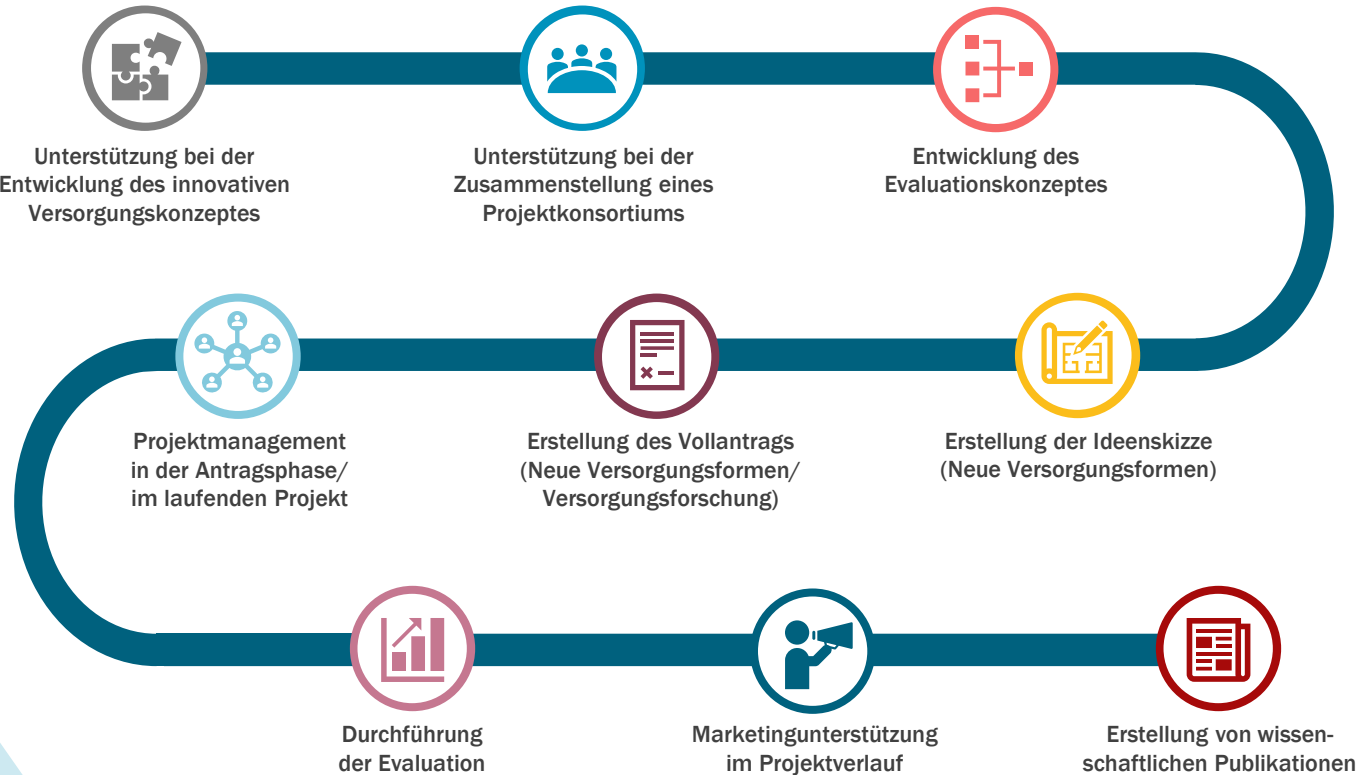 Unterstützung bei der
Entwicklung des innovativen
Versorgungskonzeptes
Unterstützung bei der
Zusammenstellung eines
Projektkonsortiums
Entwicklung des
Evaluationskonzeptes
Projektmanagement
in der Antragsphase/
im laufenden Projekt
Erstellung des Vollantrags
(Neue Versorgungsformen/
Versorgungsforschung)
Erstellung der Ideenskizze
(Neue Versorgungsformen)
Durchführung
der Evaluation
Marketingunterstützung
im Projektverlauf
Erstellung von wissen-
schaftlichen Publikationen